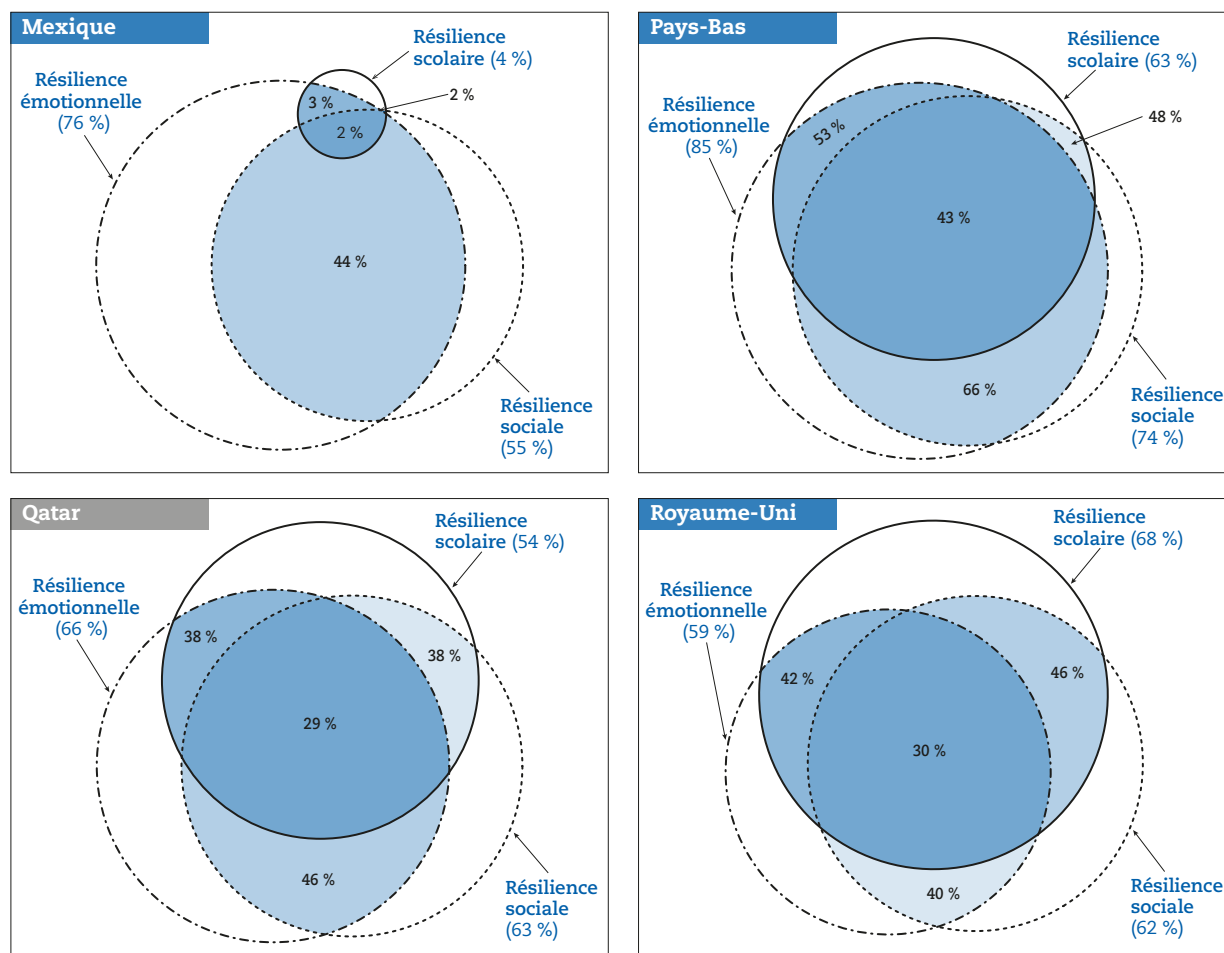 Mexique
Résilience
scolaire (4 %)
Résilience
émotionnelle
(76 %)
3 %
2 %
2 %
44 %
Résilience
sociale
(55 %)
Pays-Bas
Résilience
scolaire (63 %)
Résilience
émotionnelle
(85 %)
53 %
48 %
43 %
66 %
Résilience
sociale
(74 %)
Qatar
Résilience
scolaire (54 %)
Résilience
émotionnelle
(66 %)
38 %
38 %
29 %
46 %
Résilience
sociale
(63 %)
Royaume-Uni
Résilience
scolaire (68 %)
Résilience
émotionnelle
(59 %)
42 %
46 %
30 %
40 %
Résilience
sociale
(62 %)